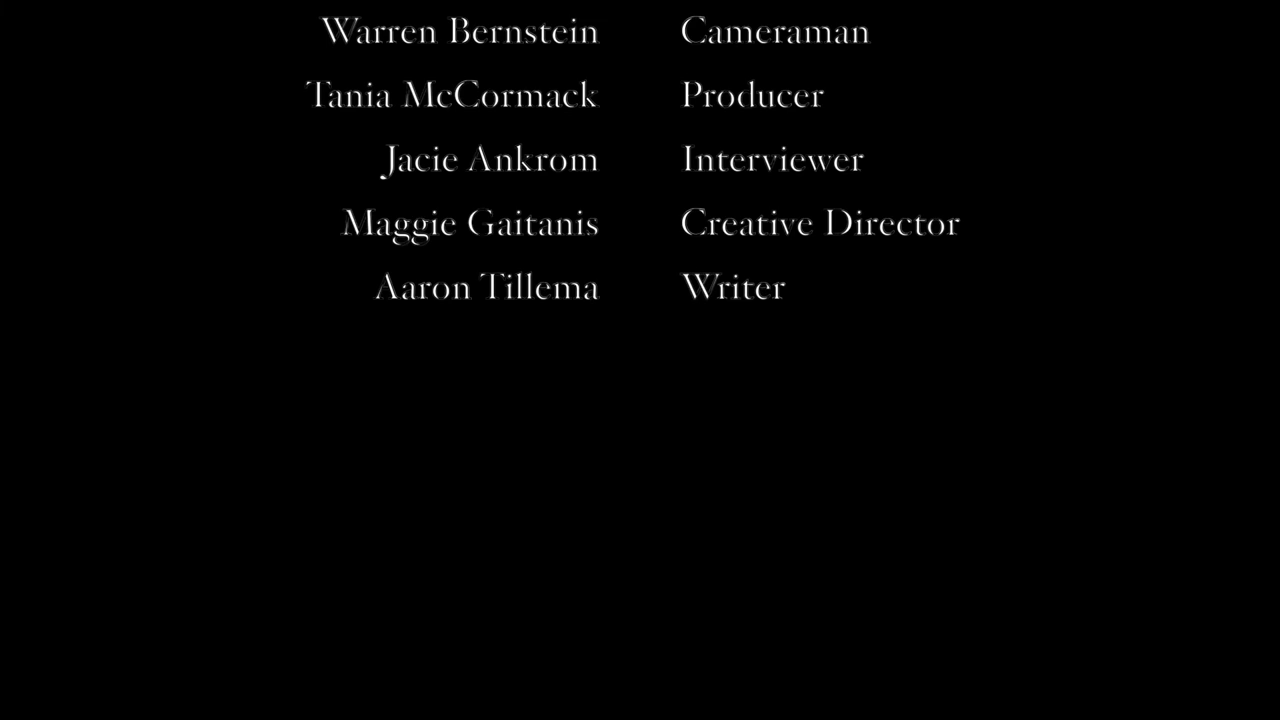 Warren Bernstein Cameraman
Tania McCormack Producer
Jacie Ankrom Interviewer
Maggie Gaitanis Creative Director
Aaron Tillema Writer